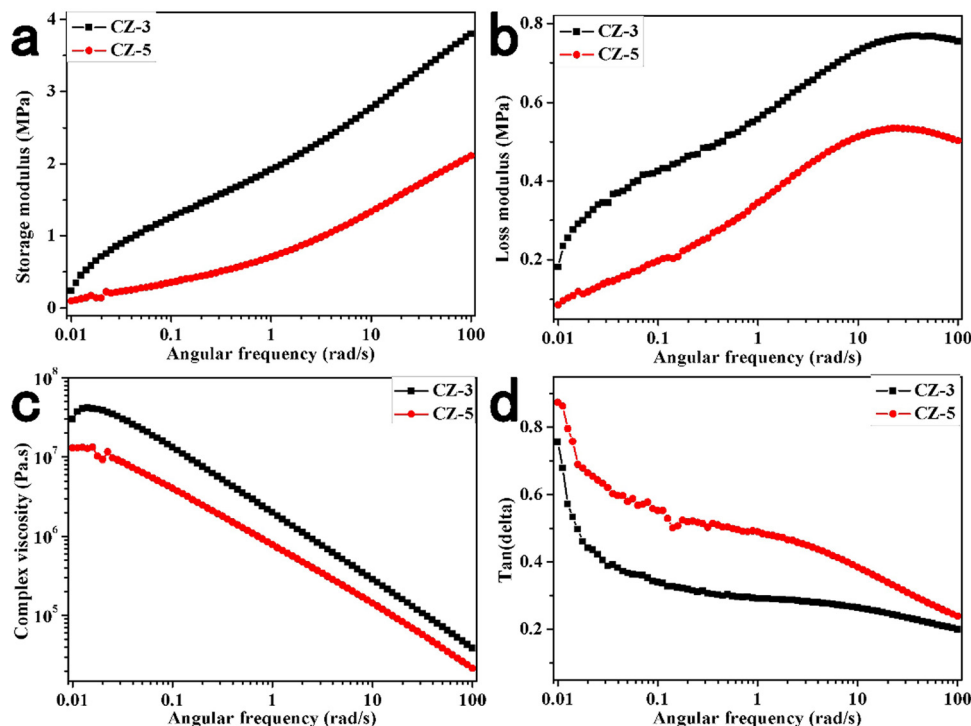 a
CZ-3
CZ-5
Storage modulus (MPa)
4
3
2
1
0
0.01 0.1 1 10 100
Angular frequency (rad/s)
b
CZ-3
CZ-5
Loss modulus (MPa)
0.8
0.6
0.4
0.2
0.01 0.1 1 10 100
Angular frequency (rad/s)
c
CZ-3
CZ-5
Complex viscosity (Pa.s)
10^8
10^7
10^6
10^5
0.01 0.1 1 10 100
Angular frequency (rad/s)
d
CZ-3
CZ-5
Tan(delta)
0.8
0.6
0.4
0.2
0.01 0.1 1 10 100
Angular frequency (rad/s)